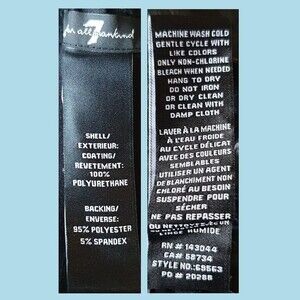 7
for all mankind
SHELL/
EXTERIEUR:
COATING/
REVETEMENT:
100%
POLYURETHANE
BACKING/
ENVERSE:
95% POLYESTER
5% SPANDEX
MACHINE WASH COLD
GENTLE CYCLE WITH
LIKE COLORS
ONLY NON-CHLORINE
BLEACH WHEN NEEDED
HANG TO DRY
DO NOT IRON
OR DRY CLEAN
OR CLEAN WITH
DAMP CLOTH
LAVER À LA MACHINE
À L'EAU FROIDE
AU CYCLE DÉLICAT
AVEC DES COULEURS
SEMBLABLES
UTILISER UN AGENT
DE BLANCHIMENT NON
CHLORÉ AU BESOIN
SUSPENDRE POUR
SÉCHER
NE PAS REPASSER
OU NETTOYER
LINGE HUMIDE
RN # 143044
CA# 58734
STYLE NO.:69563
PO # 20288